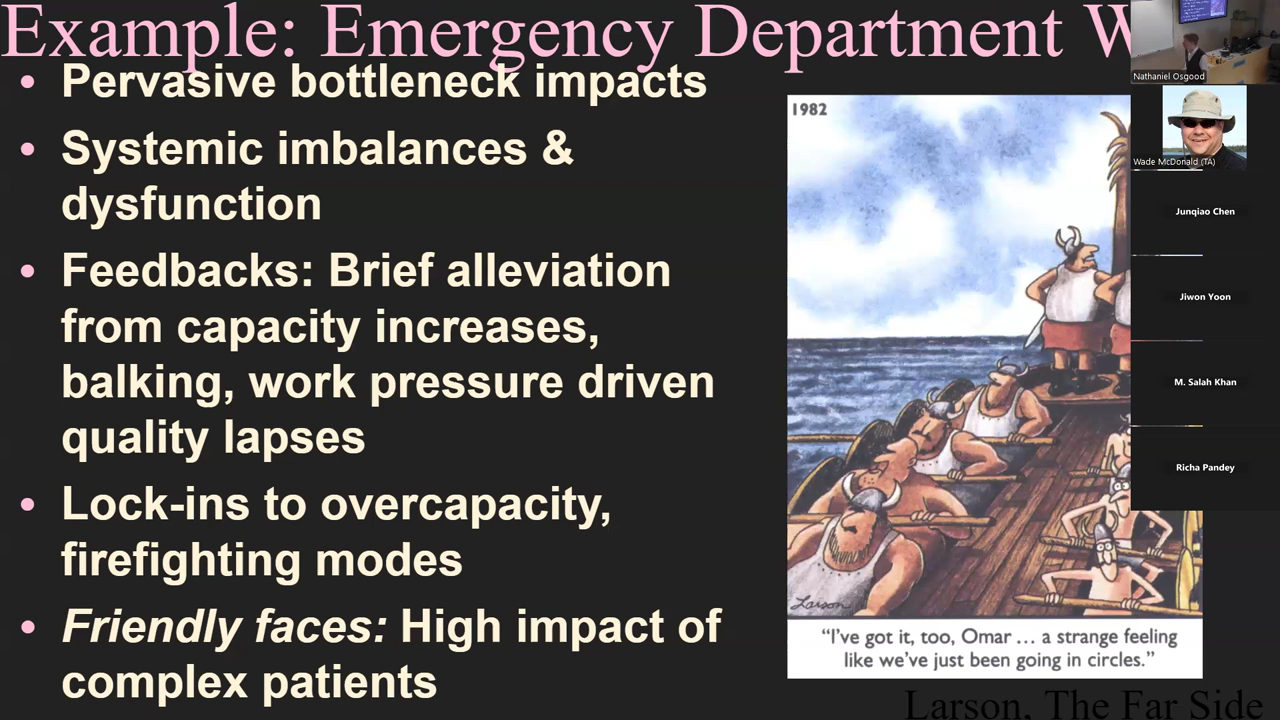 Example: Emergency Department W
• Pervasive bottleneck impacts
• Systemic imbalances &
dysfunction
• Feedbacks: Brief alleviation
from capacity increases,
balking, work pressure driven
quality lapses
• Lock-ins to overcapacity,
firefighting modes
• Friendly faces: High impact of
complex patients
1982
Larson
“I’ve got it, too, Omar … a strange feeling
like we’ve just been going in circles.”
Larson, The Far Side
Nathaniel Osgood
Wade McDonald (TA)
Junqiao Chen
Jiwon Yoon
M. Salah Khan
Richa Pandey